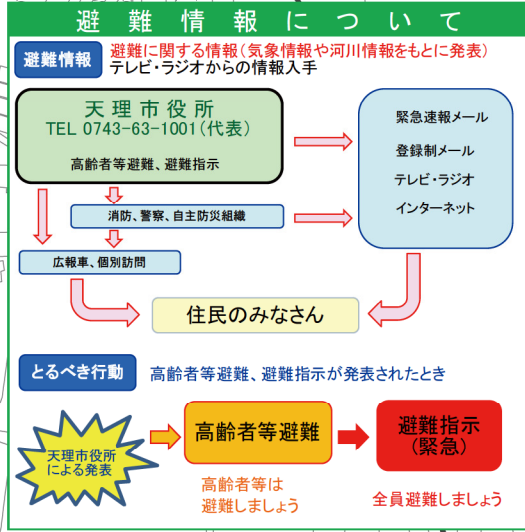 避難情報について
避難情報
避難に関する情報(気象情報や河川情報をもとに発表)
テレビ・ラジオからの情報入手
天理市役所
TEL 0743-63-1001(代表)
高齢者等避難、避難指示
緊急速報メール
登録制メール
テレビ・ラジオ
インターネット
消防、警察、自主防災組織
広報車、個別訪問
住民のみなさん
とるべき行動
高齢者等避難、避難指示が発表されたとき
天理市役所
による発表
高齢者等避難
避難指示
(緊急)
高齢者等は
避難しましょう
全員避難しましょう